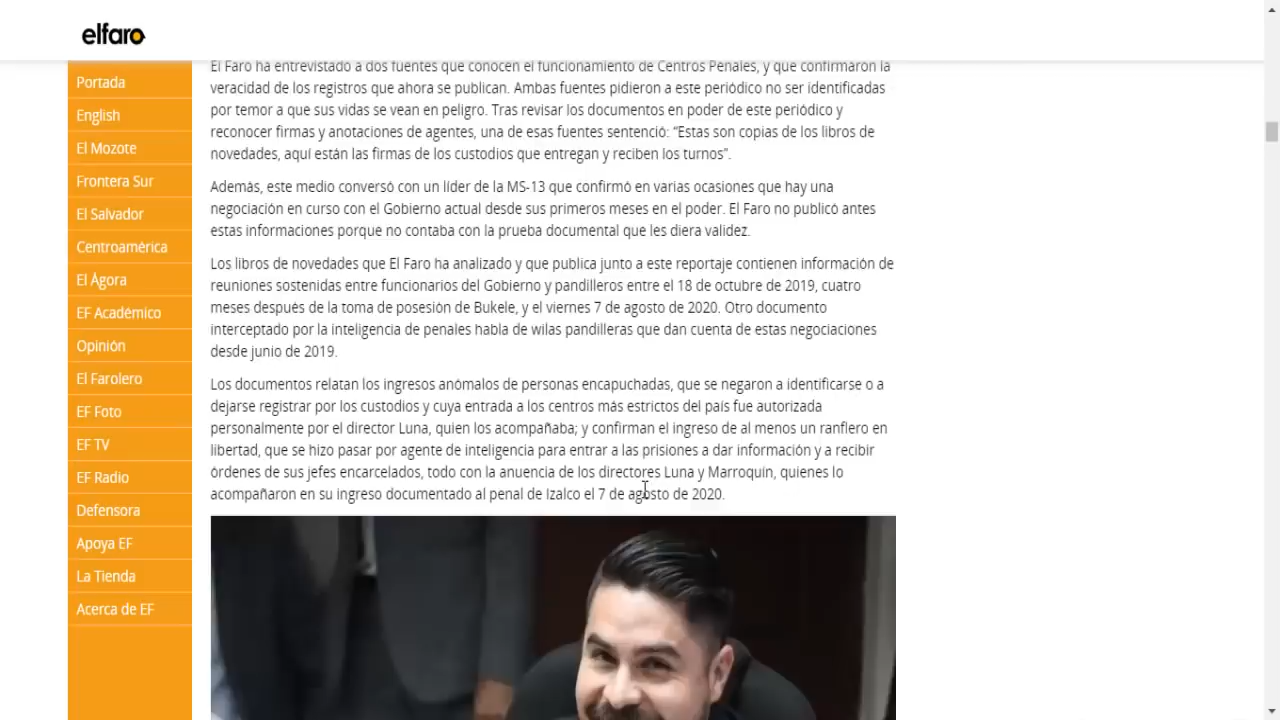 elfaro
Portada
English
El Mozote
Frontera Sur
El Salvador
Centroamérica
El Ágora
EF Académico
Opinión
El Farolero
EF Foto
EF TV
EF Radio
Defensora
Apoya EF
La Tienda
Acerca de EF
El Faro ha entrevistado a dos fuentes que conocen el funcionamiento de Centros Penales, y que confirmaron la
veracidad de los registros que ahora se publican. Ambas fuentes pidieron a este periódico no ser identificadas
por temor a que sus vidas se vean en peligro. Tras revisar los documentos en poder de este periódico y
reconocer firmas y anotaciones de agentes, una de esas fuentes sentenció: “Estas son copias de los libros de
novedades, aquí están las firmas de los custodios que entregan y reciben los turnos”.
Además, este medio conversó con un líder de la MS-13 que confirmó en varias ocasiones que hay una
negociación en curso con el Gobierno actual desde sus primeros meses en el poder. El Faro no publicó antes
estas informaciones porque no contaba con la prueba documental que les diera validez.
Los libros de novedades que El Faro ha analizado y que publica junto a este reportaje contienen información de
reuniones sostenidas entre funcionarios del Gobierno y pandilleros entre el 18 de octubre de 2019, cuatro
meses después de la toma de posesión de Bukele, y el viernes 7 de agosto de 2020. Otro documento
interceptado por la inteligencia de penales habla de wilas pandilleras que dan cuenta de estas negociaciones
desde junio de 2019.
Los documentos relatan los ingresos anómalos de personas encapuchadas, que se negaron a identificarse o a
dejarse registrar por los custodios y cuya entrada a los centros más estrictos del país fue autorizada
personalmente por el director Luna, quien los acompañaba; y confirman el ingreso de al menos un ranflero en
libertad, que se hizo pasar por agente de inteligencia para entrar a las prisiones a dar información y a recibir
órdenes de sus jefes encarcelados, todo con la anuencia de los directores Luna y Marroquín, quienes lo
acompañaron en su ingreso documentado al penal de Izalco el 7 de agosto de 2020.